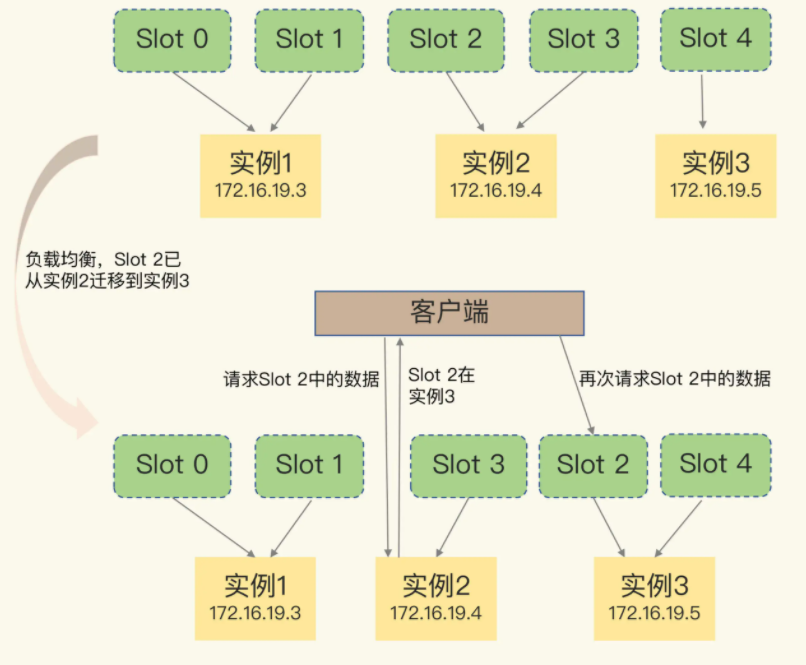 Slot 0
Slot 1
Slot 2
Slot 3
Slot 4
实例1
172.16.19.3
实例2
172.16.19.4
实例3
172.16.19.5
负载均衡，Slot 2已
从实例2迁移到实例3
客户端
请求Slot 2中的数据
Slot 2在
实例3
再次请求Slot 2中的数据
Slot 0
Slot 1
Slot 3
Slot 2
Slot 4
实例1
172.16.19.3
实例2
172.16.19.4
实例3
172.16.19.5